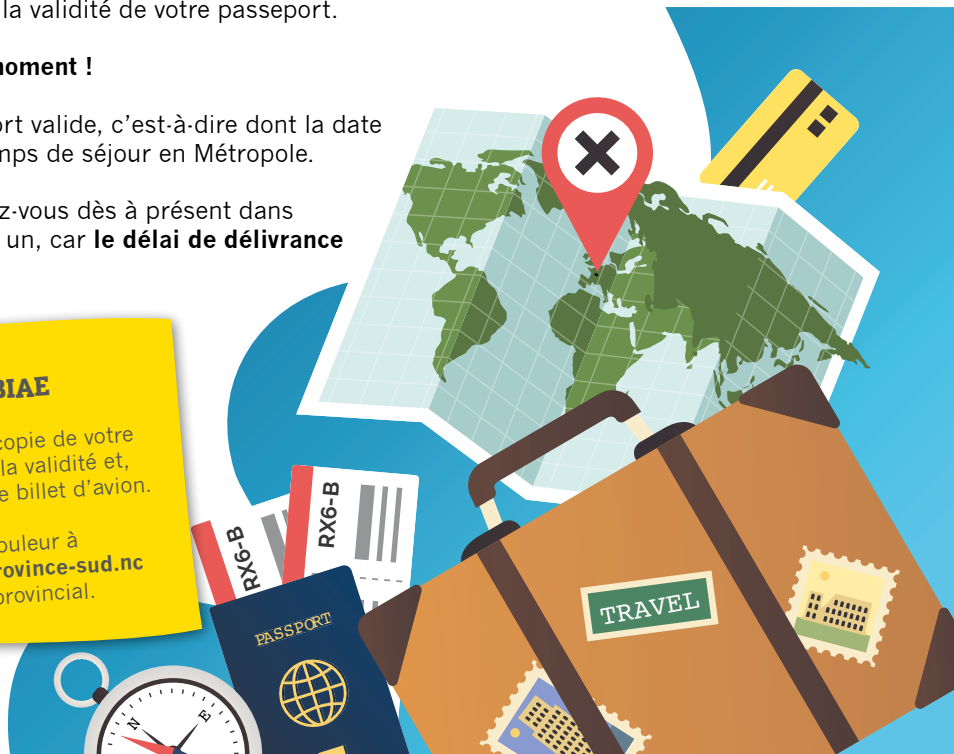 la validité de votre passeport.
moment !
ort valide, c’est-à-dire dont la date
mps de séjour en Métropole.
z-vous dès à présent dans
un, car le délai de délivrance
BIAE
copie de votre
la validité et,
e billet d’avion.
ouleur à
rovince-sud.nc
provincial.
RX6-B
RX6-B
PASSPORT
TRAVEL
N
E